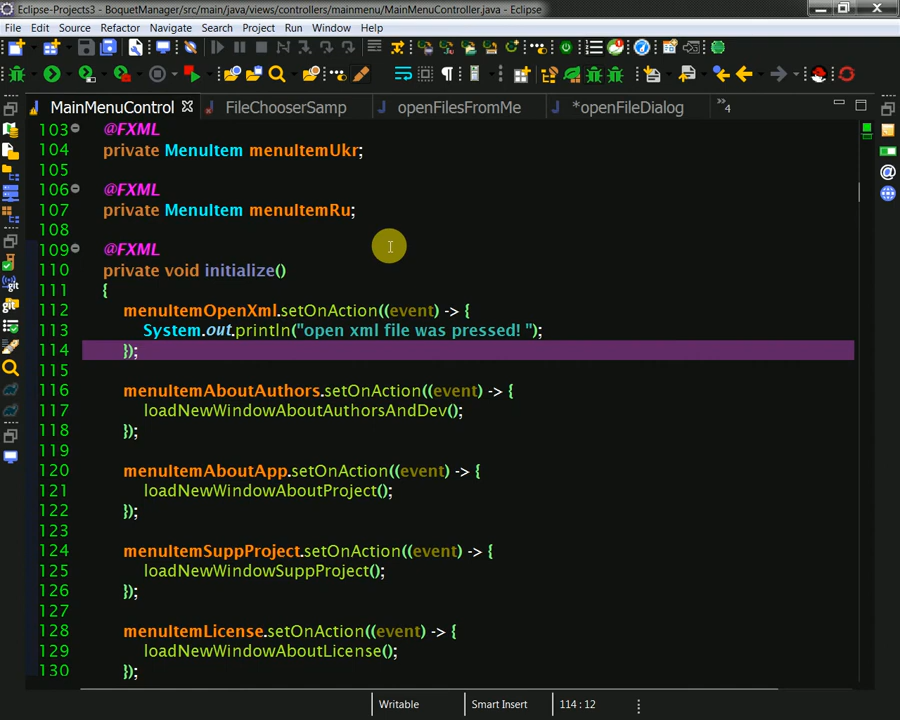 Eclipse-Projects3 - BoquetManager/src/main/java/views/controllers/mainmenu/MainMenuController.java - Eclipse
File Edit Source Refactor Navigate Search Project Run Window Help
MainMenuControl FileChooserSamp openFilesFromMe *openFileDialog »4
103 @FXML
104 private MenuItem menuItemUkr;
105
106 @FXML
107 private MenuItem menuItemRu;
108
109 @FXML
110 private void initialize()
111 {
112 menuItemOpenXml.setOnAction((event) -> {
113 System.out.println("open xml file was pressed! ");
114 });
115
116 menuItemAboutAuthors.setOnAction((event) -> {
117 loadNewWindowAboutAuthorsAndDev();
118 });
119
120 menuItemAboutApp.setOnAction((event) -> {
121 loadNewWindowAboutProject();
122 });
123
124 menuItemSuppProject.setOnAction((event) -> {
125 loadNewWindowSuppProject();
126 });
127
128 menuItemLicense.setOnAction((event) -> {
129 loadNewWindowAboutLicense();
130 });
Writable Smart Insert 114 : 12